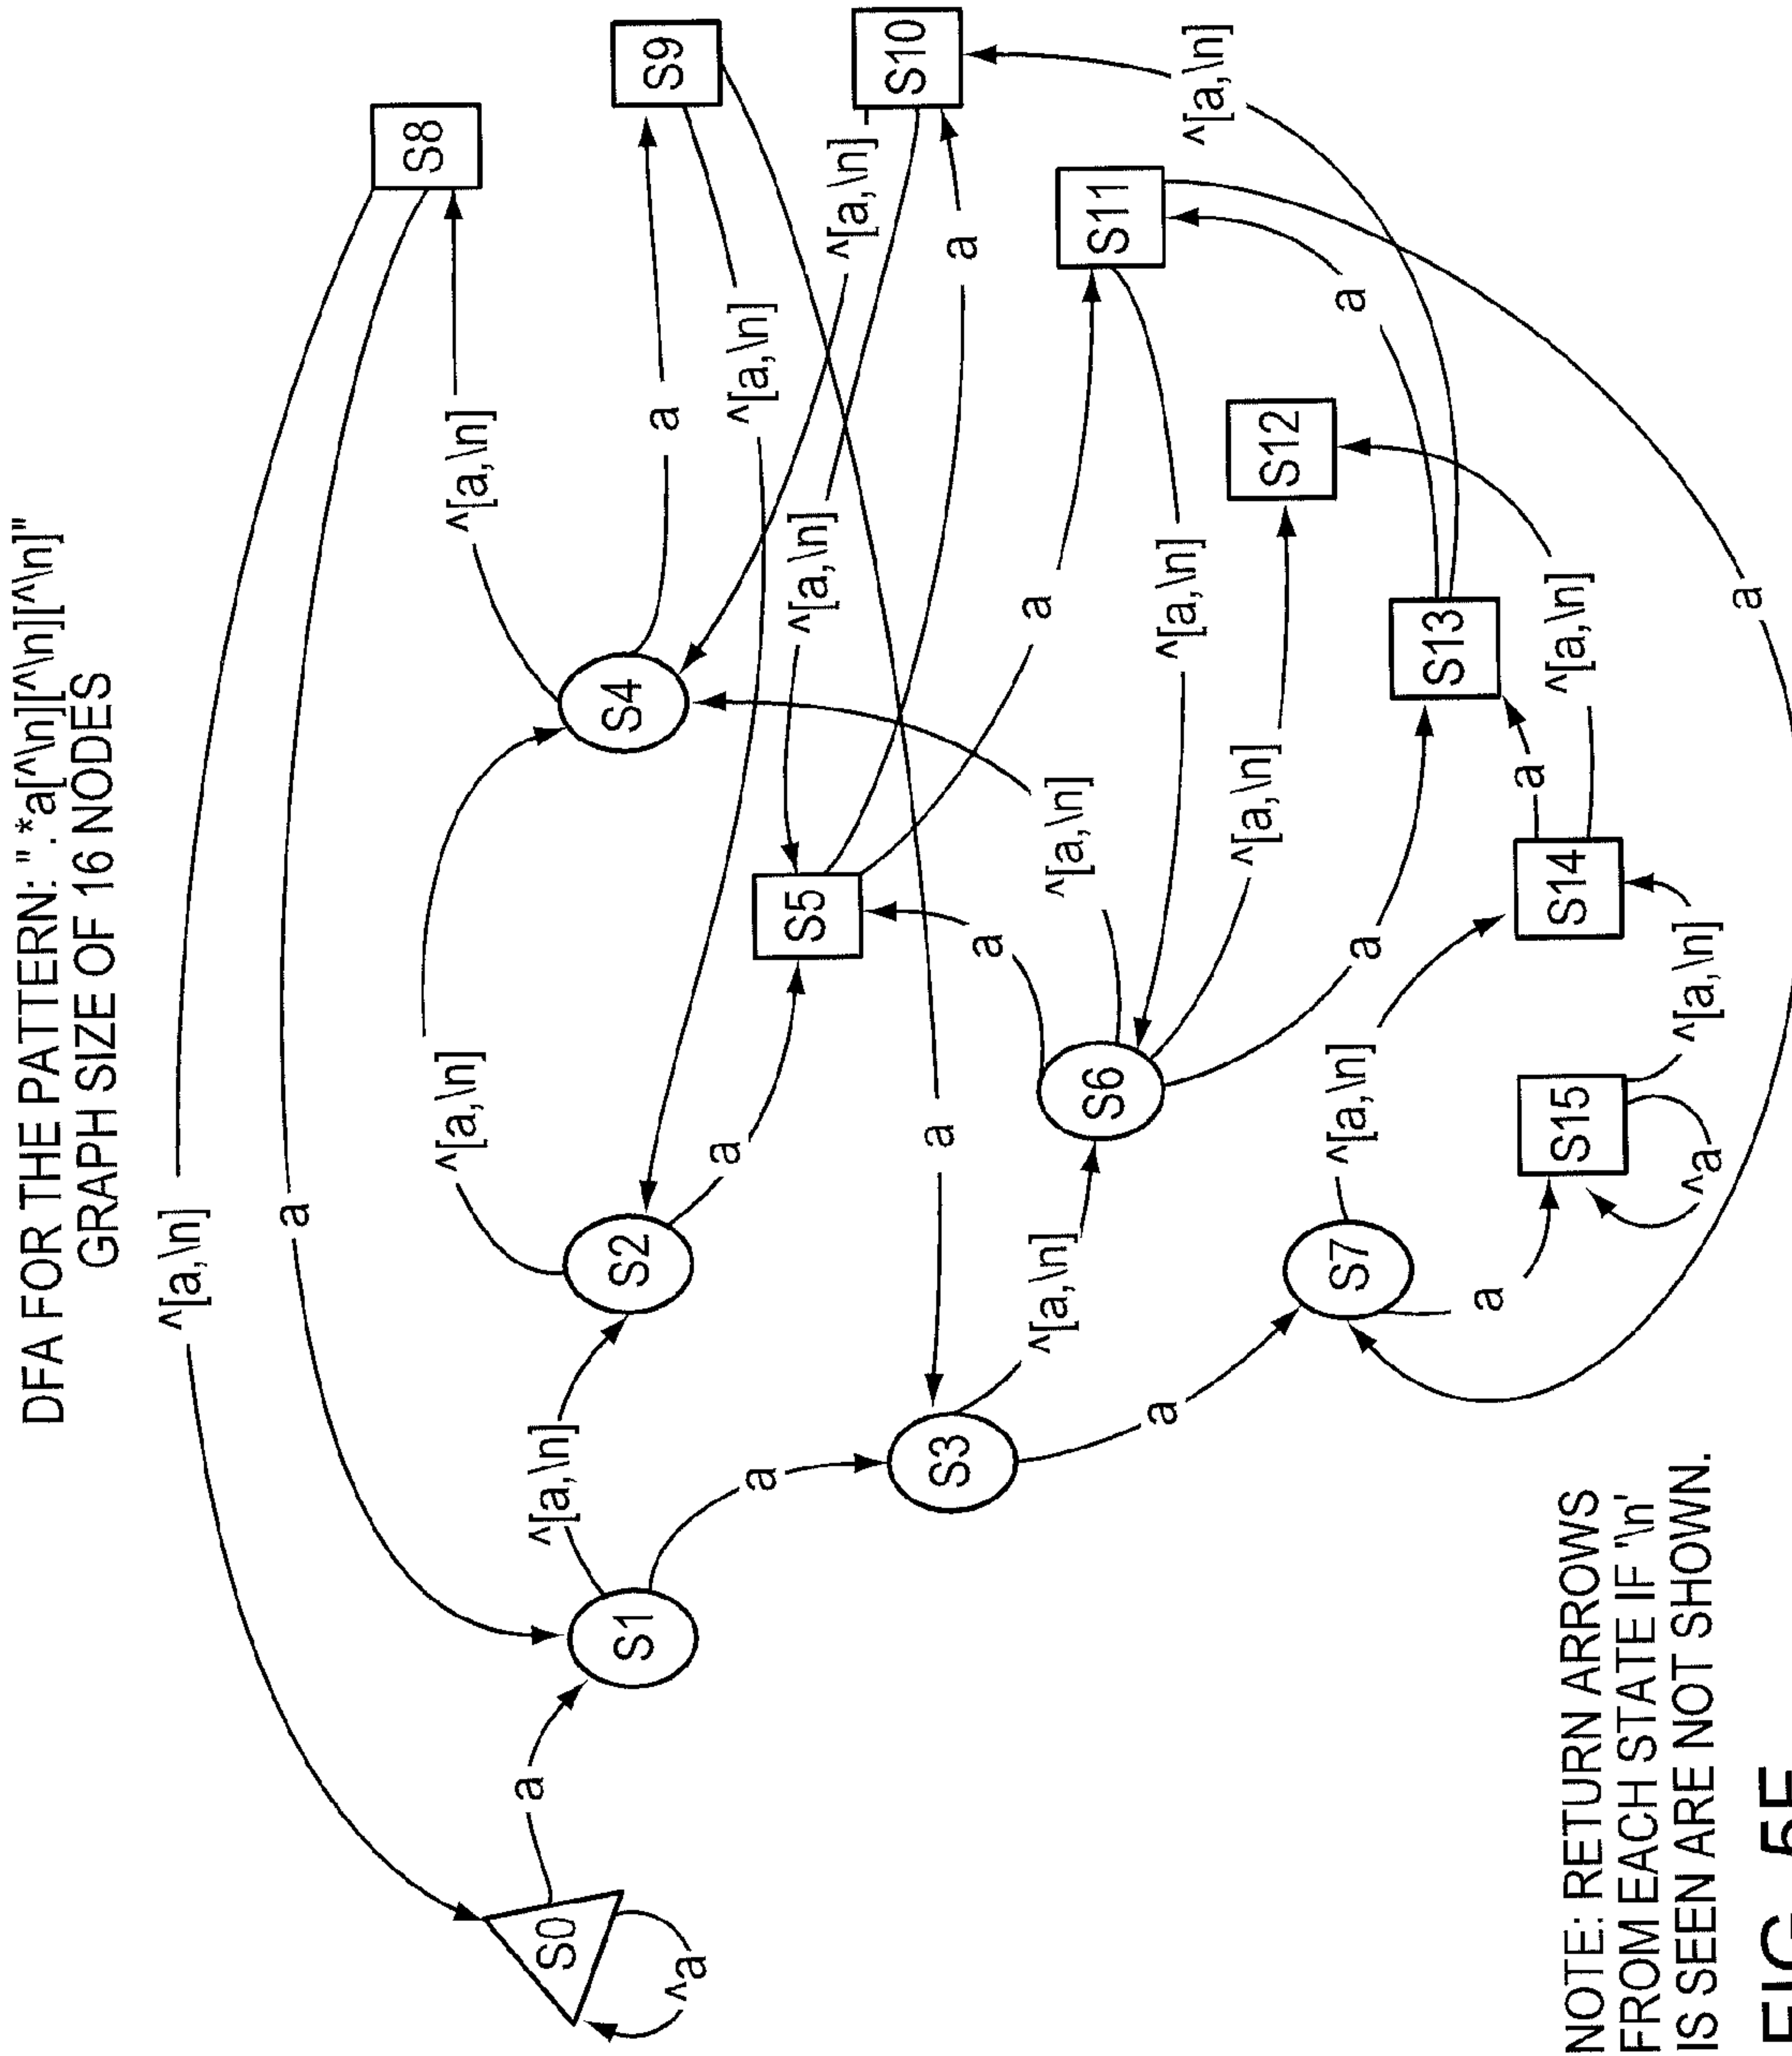 DFA FOR THE PATTERN: ".*a[^\n][^\n][^\n]"
GRAPH SIZE OF 16 NODES
^[a,\n]
a
S8
^[a,\n]
^[a,\n]
S4
a
S9
^[a,\n]
S0
^a
a
S1
^[a,\n]
S2
a
S5
^[a,\n]
^[a,\n]
S10
a
a
S3
a
^[a,\n]
S6
a
^[a,\n]
a
S11
^[a,\n]
^[a,\n]
S12
a
a
^[a,\n]
a
S7
^[a,\n]
a
S15
^a
^[a,\n]
S14
a
^[a,\n]
S13
a
NOTE: RETURN ARROWS
FROM EACH STATE IF '\n'
IS SEEN ARE NOT SHOWN.